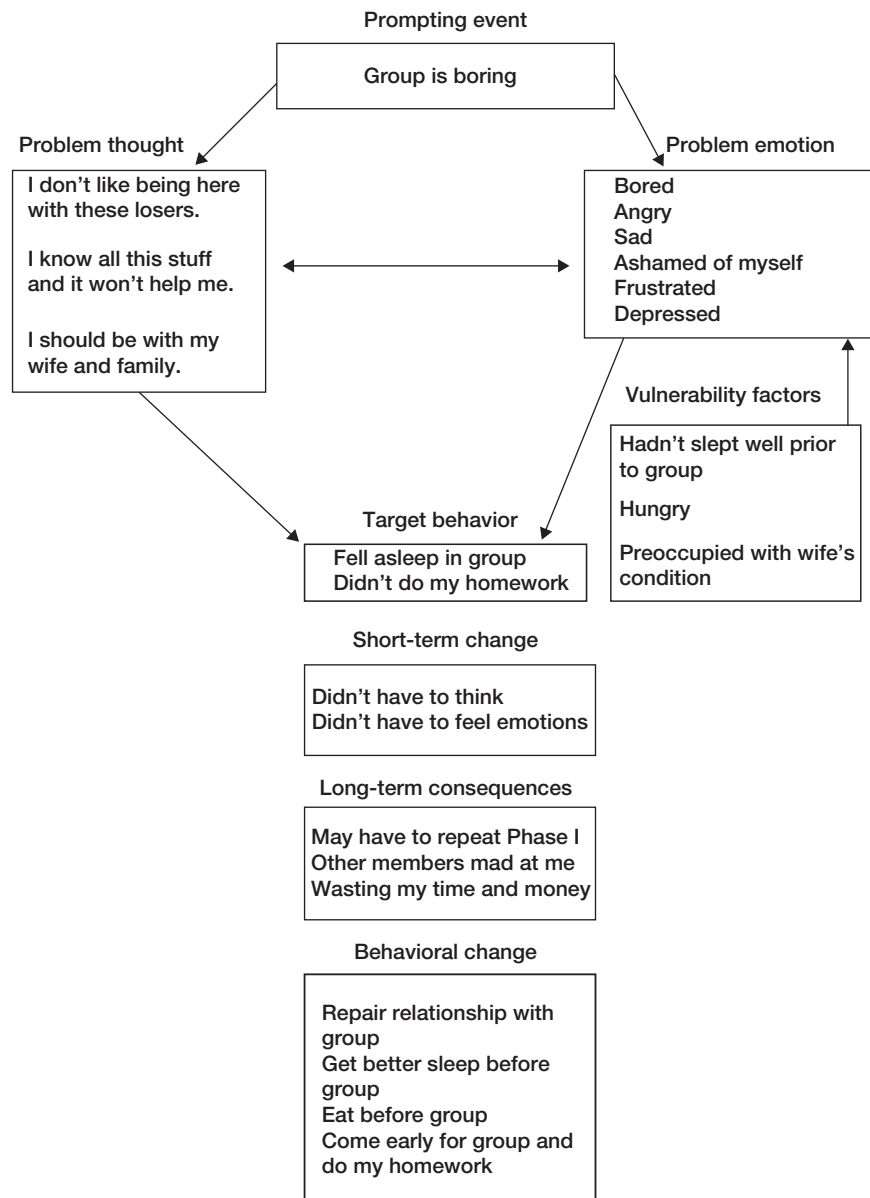 Prompting event
Group is boring
Problem thought
I don’t like being here
with these losers.
I know all this stuff
and it won’t help me.
I should be with my
wife and family.
Problem emotion
Bored
Angry
Sad
Ashamed of myself
Frustrated
Depressed
Vulnerability factors
Hadn’t slept well prior
to group
Hungry
Preoccupied with wife’s
condition
Target behavior
Fell asleep in group
Didn’t do my homework
Short-term change
Didn’t have to think
Didn’t have to feel emotions
Long-term consequences
May have to repeat Phase I
Other members mad at me
Wasting my time and money
Behavioral change
Repair relationship with
group
Get better sleep before
group
Eat before group
Come early for group and
do my homework